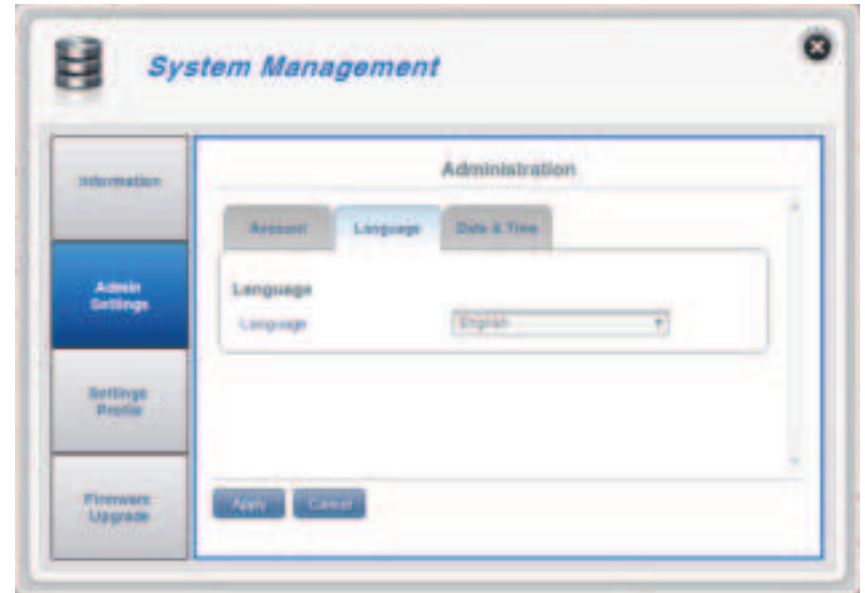 System Management
Information
Admin
Settings
Settings
Profile
Firmware
Upgrade
Administration
Account
Language
Date & Time
Language
Language
English
Apply
Cancel